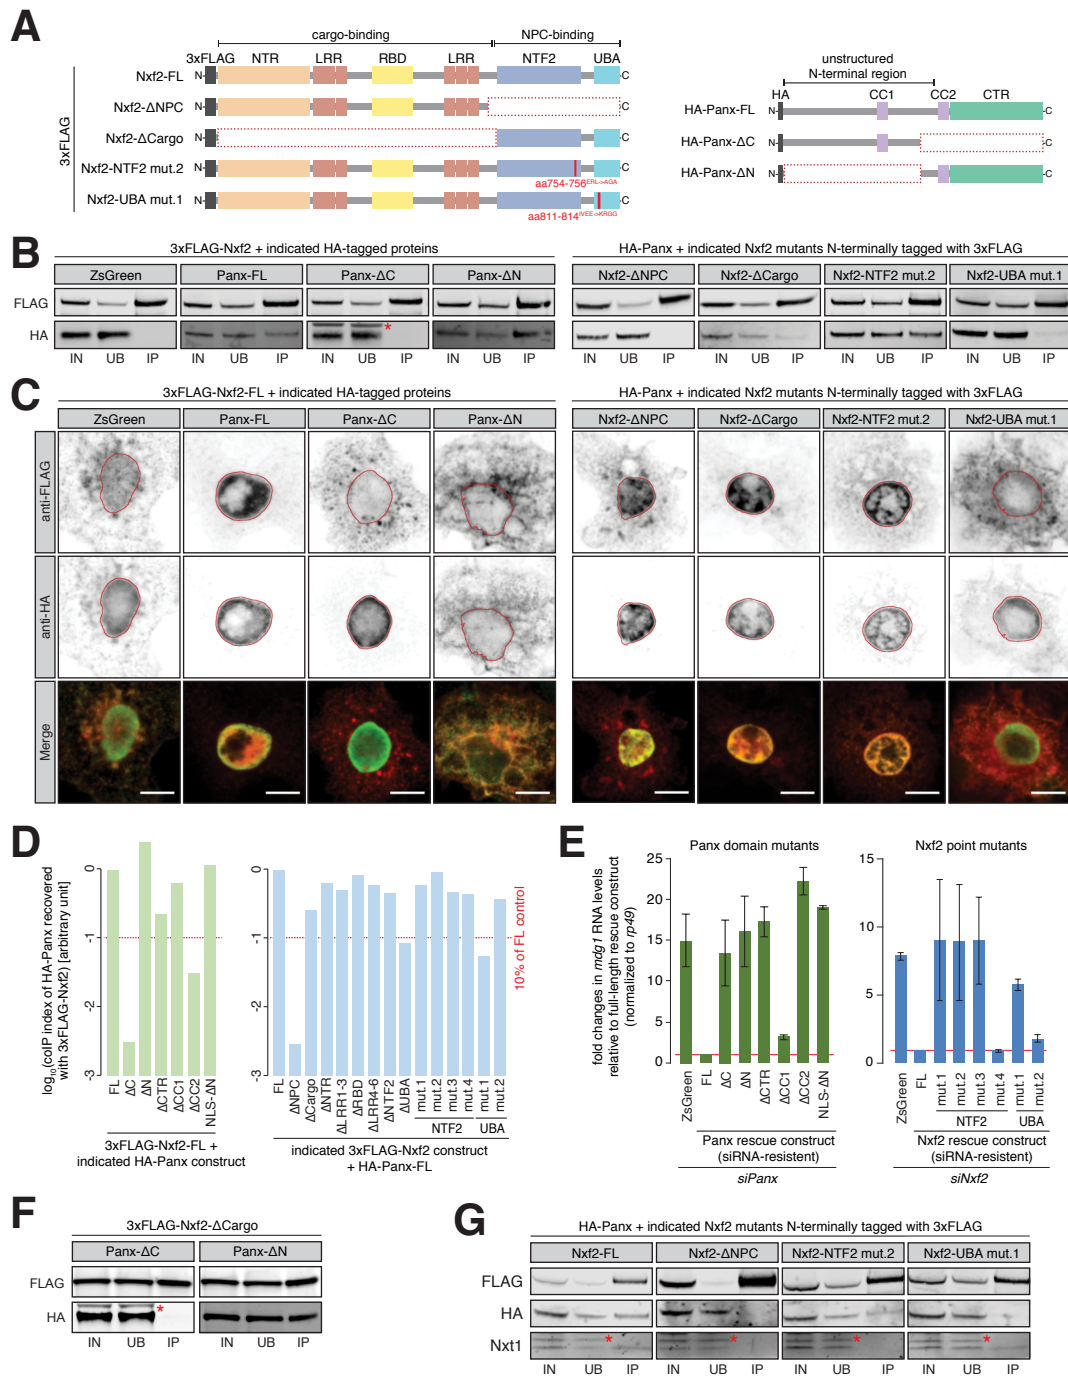 A
cargo-binding
NPC-binding
3xFLAG NTR LRR RBD LRR NTF2 UBA
3xFLAG
Nxf2-FL N- -C
Nxf2-ΔNPC N- -C
Nxf2-ΔCargo N- -C
Nxf2-NTF2 mut.2 N- -C
aa754-756 ERL->AGA
Nxf2-UBA mut.1 N- -C
aa811-814 IVEE->KRGG
unstructured
N-terminal region
HA CC1 CC2 CTR
HA-Panx-FL N- -C
HA-Panx-ΔC N- -C
HA-Panx-ΔN N- -C
B
3xFLAG-Nxf2 + indicated HA-tagged proteins
HA-Panx + indicated Nxf2 mutants N-terminally tagged with 3xFLAG
ZsGreen Panx-FL Panx-ΔC Panx-ΔN
Nxf2-ΔNPC Nxf2-ΔCargo Nxf2-NTF2 mut.2 Nxf2-UBA mut.1
FLAG
HA
*
IN UB IP IN UB IP IN UB IP IN UB IP
IN UB IP IN UB IP IN UB IP IN UB IP
C
3xFLAG-Nxf2-FL + indicated HA-tagged proteins
HA-Panx + indicated Nxf2 mutants N-terminally tagged with 3xFLAG
ZsGreen Panx-FL Panx-ΔC Panx-ΔN
Nxf2-ΔNPC Nxf2-ΔCargo Nxf2-NTF2 mut.2 Nxf2-UBA mut.1
anti-FLAG
anti-HA
Merge
D
log10(coIP index of HA-Panx recovered
with 3xFLAG-Nxf2) [arbitrary unit]
0
-1
-2
-3
FL ΔC ΔN ΔCTR ΔCC1 ΔCC2 NLS-ΔN
3xFLAG-Nxf2-FL +
indicated HA-Panx construct
0
-1
-2
-3
10% of FL control
FL ΔNPC ΔCargo ΔNTR ΔLRR1-3 ΔRBD ΔLRR4-6 ΔNTF2 ΔUBA mut.1 mut.2 mut.3 mut.4 mut.1 mut.2
NTF2 UBA
indicated 3xFLAG-Nxf2 construct
+ HA-Panx-FL
E
Panx domain mutants
Nxf2 point mutants
fold changes in mdg1 RNA levels
relative to full-length rescue construct
(normalized to rp49)
25
20
15
10
5
0
ZsGreen FL ΔC ΔN ΔCTR ΔCC1 ΔCC2 NLS-ΔN
Panx rescue construct
(siRNA-resistent)
siPanx
15
10
5
0
ZsGreen FL mut.1 mut.2 mut.3 mut.4 mut.1 mut.2
NTF2 UBA
Nxf2 rescue construct
(siRNA-resistent)
siNxf2
F
3xFLAG-Nxf2-ΔCargo
Panx-ΔC Panx-ΔN
FLAG
HA
*
IN UB IP IN UB IP
G
HA-Panx + indicated Nxf2 mutants N-terminally tagged with 3xFLAG
Nxf2-FL Nxf2-ΔNPC Nxf2-NTF2 mut.2 Nxf2-UBA mut.1
FLAG
HA
Nxt1
* * * *
IN UB IP IN UB IP IN UB IP IN UB IP